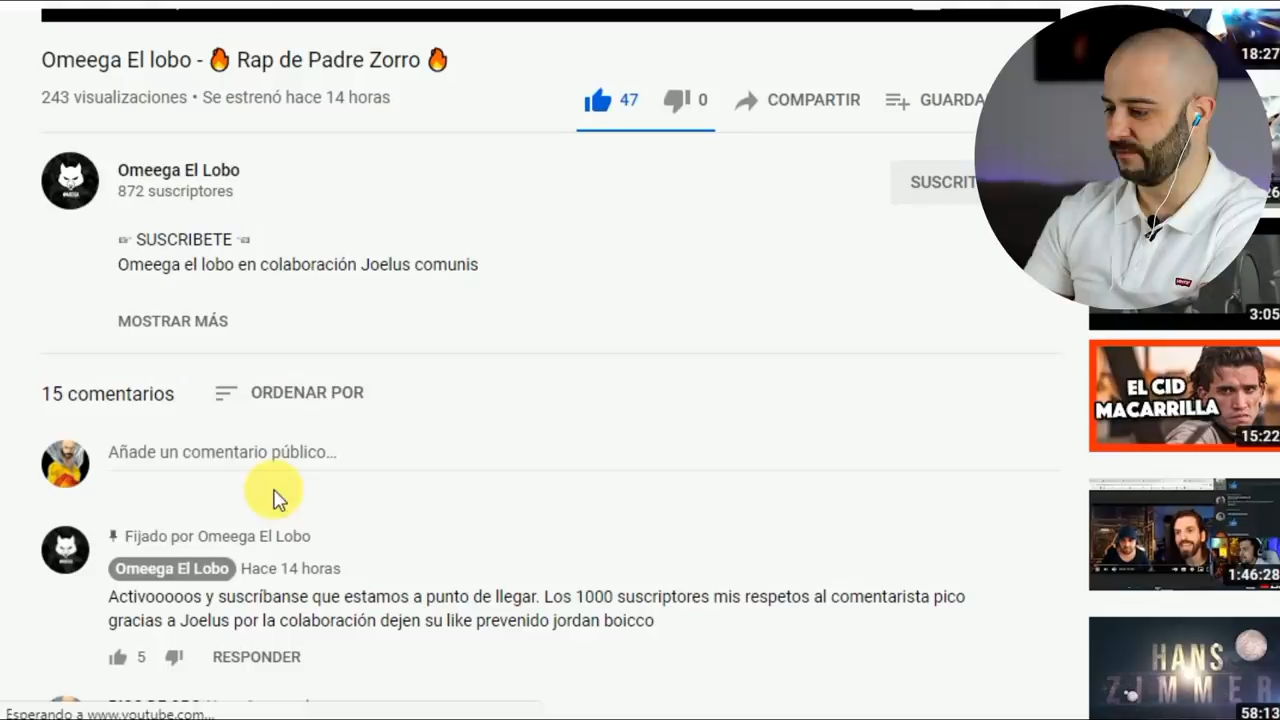 Omeega El lobo - 🔥 Rap de Padre Zorro 🔥
18:27
243 visualizaciones • Se estrenó hace 14 horas
47
0
COMPARTIR
GUARDA
Omeega El Lobo
872 suscriptores
SUSCRIT
☞ SUSCRIBETE ☜
Omeega el lobo en colaboración Joelus comunis
MOSTRAR MÁS
3:05
15 comentarios
ORDENAR POR
EL CID
MACARRILLA
15:22
Añade un comentario público...
Fijado por Omeega El Lobo
Omeega El Lobo Hace 14 horas
Activooooos y suscríbanse que estamos a punto de llegar. Los 1000 suscriptores mis respetos al comentarista pico
gracias a Joelus por la colaboración dejen su like prevenido jordan boicco
1:46:28
5
RESPONDER
HANS
ZIMMER
58:13
Esperando a www.youtube.com...